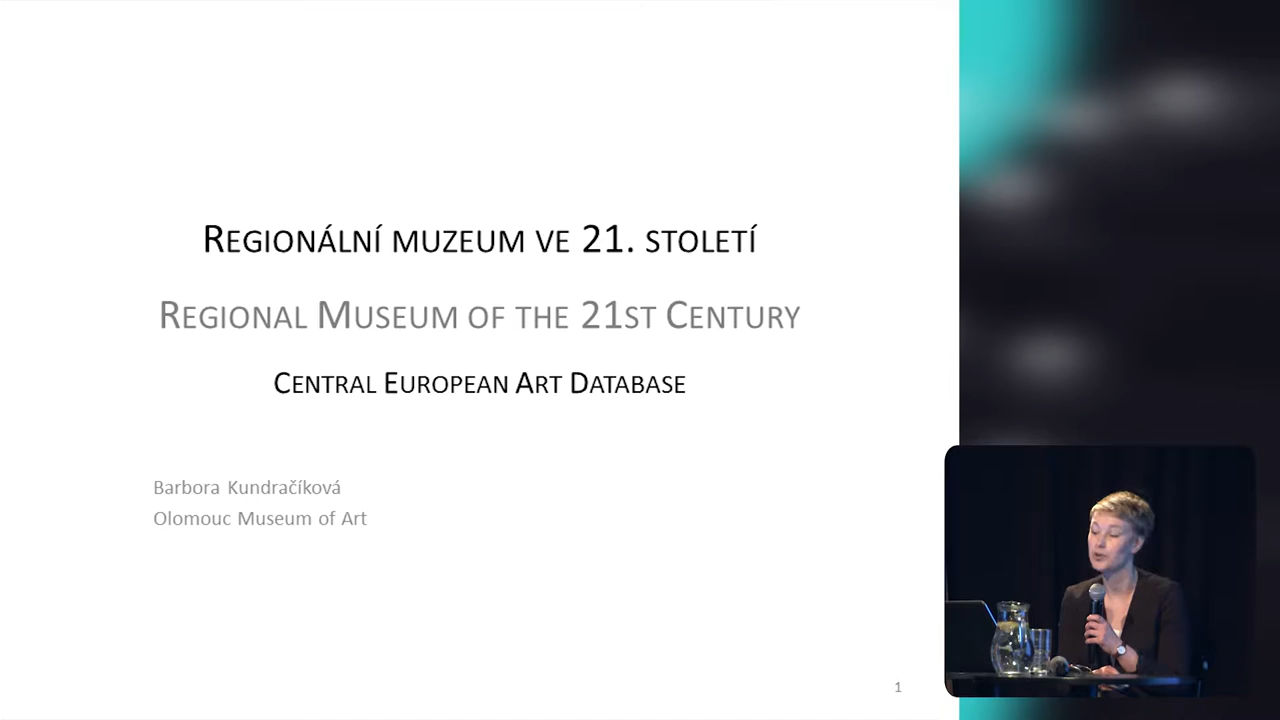 Regionální muzeum ve 21. století
Regional Museum of the 21st Century
Central European Art Database
Barbora Kundračíková
Olomouc Museum of Art
1